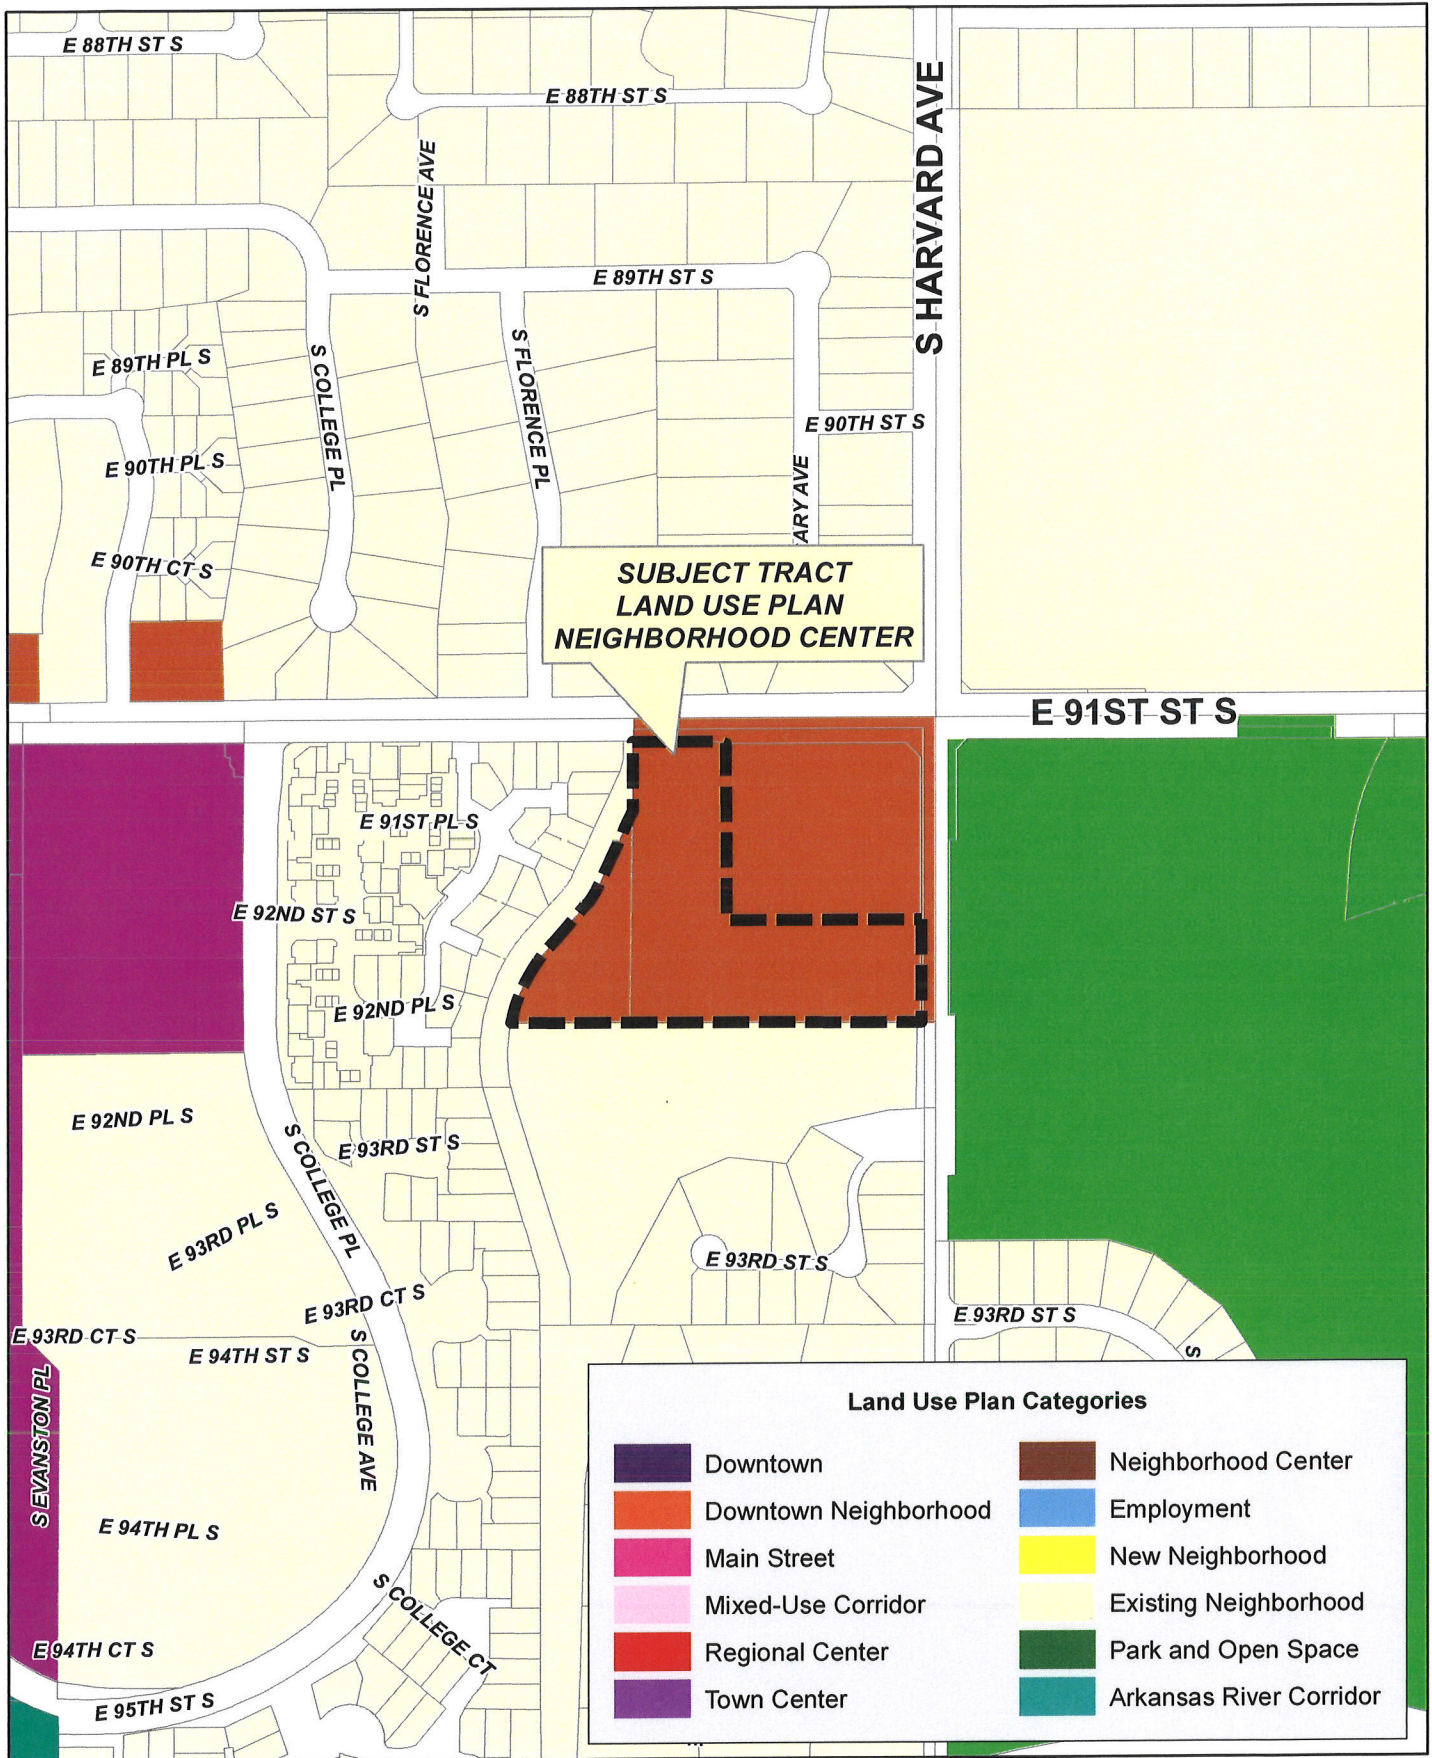 E 88TH ST S
E 88TH ST S
S HARVARD AVE
S FLORENCE AVE
E 89TH ST S
E 89TH PL S
S COLLEGE PL
S FLORENCE PL
E 90TH ST S
E 90TH PL S
ARY AVE
E 90TH CT S
SUBJECT TRACT
LAND USE PLAN
NEIGHBORHOOD CENTER
E 91ST ST S
E 91ST PL S
E 92ND ST S
E 92ND PL S
E 92ND PL S
S COLLEGE PL
E 93RD ST S
E 93RD PL S
E 93RD ST S
E 93RD CT S
E 93RD ST S
E 93RD CT S
E 94TH ST S
S COLLEGE AVE
S
S EVANSTON PL
E 94TH PL S
S COLLEGE CT
E 94TH CT S
E 95TH ST S
Land Use Plan Categories
Downtown
Downtown Neighborhood
Main Street
Mixed-Use Corridor
Regional Center
Town Center
Neighborhood Center
Employment
New Neighborhood
Existing Neighborhood
Park and Open Space
Arkansas River Corridor